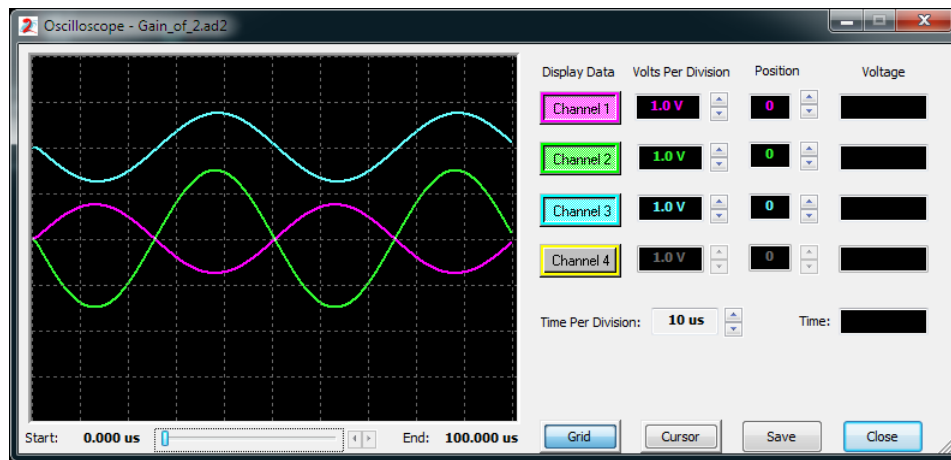 Oscilloscope - Gain_of_2.ad2
Display Data Volts Per Division Position Voltage
Channel 1 1.0 V 0
Channel 2 1.0 V 0
Channel 3 1.0 V 0
Channel 4 1.0 V 0
Time Per Division: 10 us Time:
Start: 0.000 us End: 100.000 us Grid Cursor Save Close